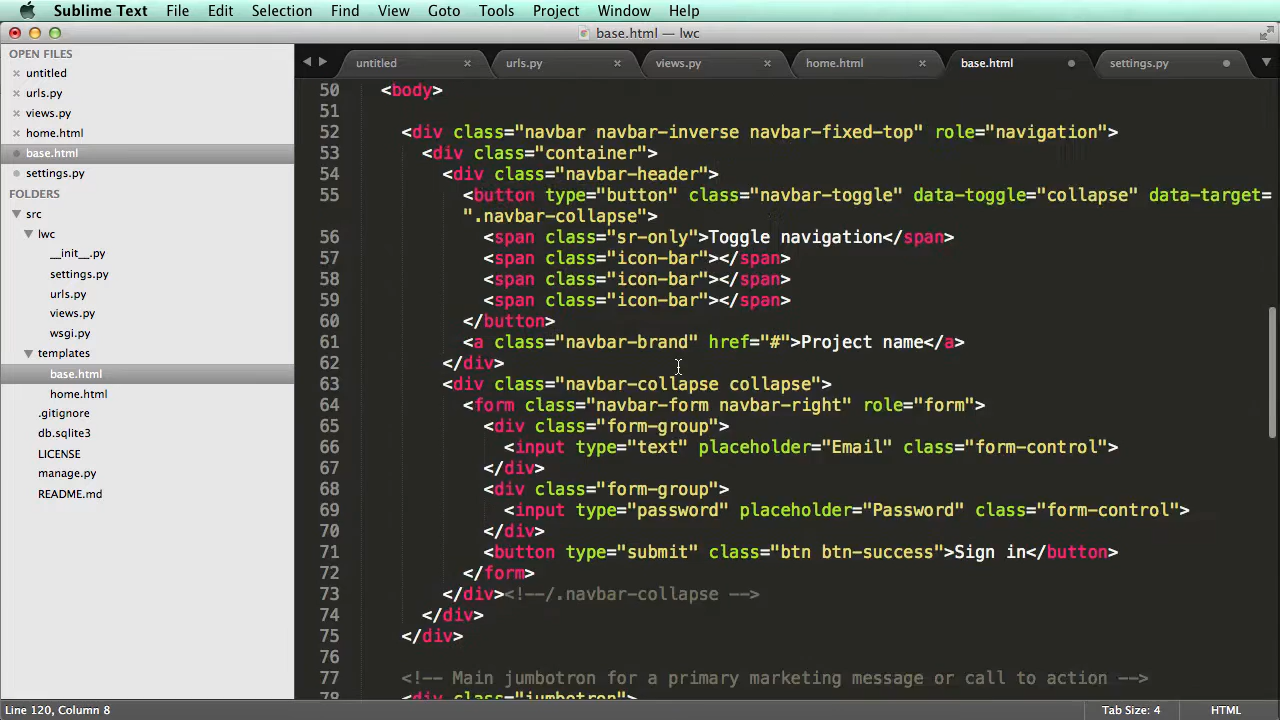 Sublime Text File Edit Selection Find View Goto Tools Project Window Help
base.html — lwc
OPEN FILES
untitled
urls.py
views.py
home.html
base.html
settings.py
FOLDERS
src
lwc
__init__.py
settings.py
urls.py
views.py
wsgi.py
templates
base.html
home.html
.gitignore
db.sqlite3
LICENSE
manage.py
README.md
untitled urls.py views.py home.html base.html settings.py
50 <body>
51
52 <div class="navbar navbar-inverse navbar-fixed-top" role="navigation">
53 <div class="container">
54 <div class="navbar-header">
55 <button type="button" class="navbar-toggle" data-toggle="collapse" data-target=
".navbar-collapse">
56 <span class="sr-only">Toggle navigation</span>
57 <span class="icon-bar"></span>
58 <span class="icon-bar"></span>
59 <span class="icon-bar"></span>
60 </button>
61 <a class="navbar-brand" href="#">Project name</a>
62 </div>
63 <div class="navbar-collapse collapse">
64 <form class="navbar-form navbar-right" role="form">
65 <div class="form-group">
66 <input type="text" placeholder="Email" class="form-control">
67 </div>
68 <div class="form-group">
69 <input type="password" placeholder="Password" class="form-control">
70 </div>
71 <button type="submit" class="btn btn-success">Sign in</button>
72 </form>
73 </div><!--/.navbar-collapse -->
74 </div>
75 </div>
76
77 <!-- Main jumbotron for a primary marketing message or call to action -->
78 <div class="jumbotron">
Line 120, Column 8 Tab Size: 4 HTML